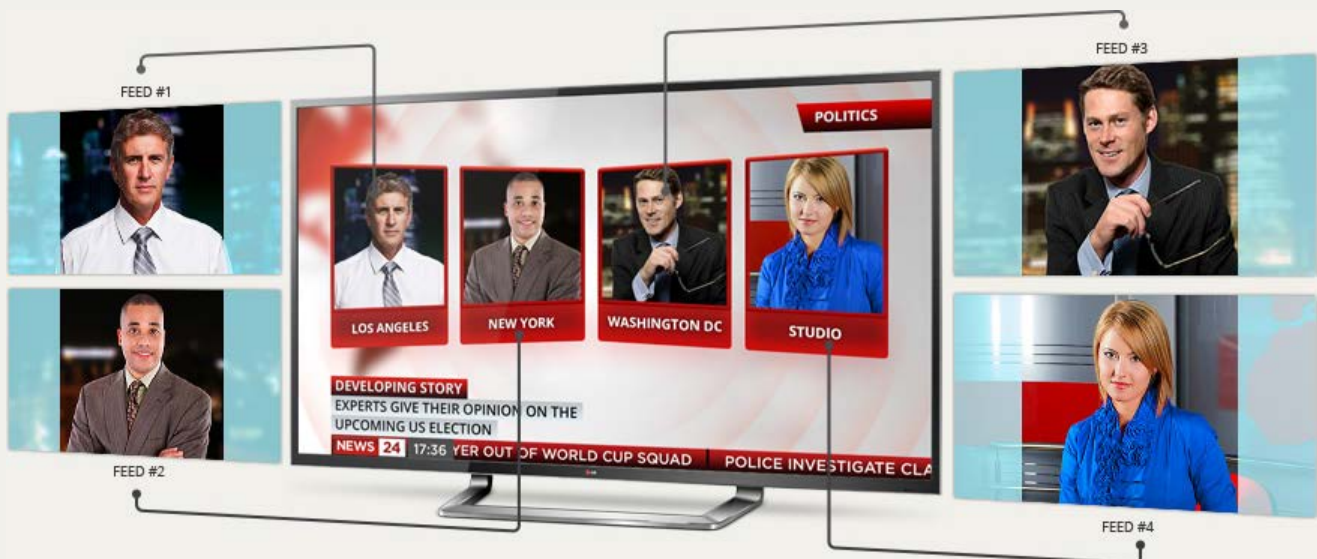 FEED #1
FEED #3
POLITICS
LOS ANGELES
NEW YORK
WASHINGTON DC
STUDIO
DEVELOPING STORY
EXPERTS GIVE THEIR OPINION ON THE
UPCOMING US ELECTION
NEWS 24 17:36 YER OUT OF WORLD CUP SQUAD POLICE INVESTIGATE CLA
FEED #2
FEED #4